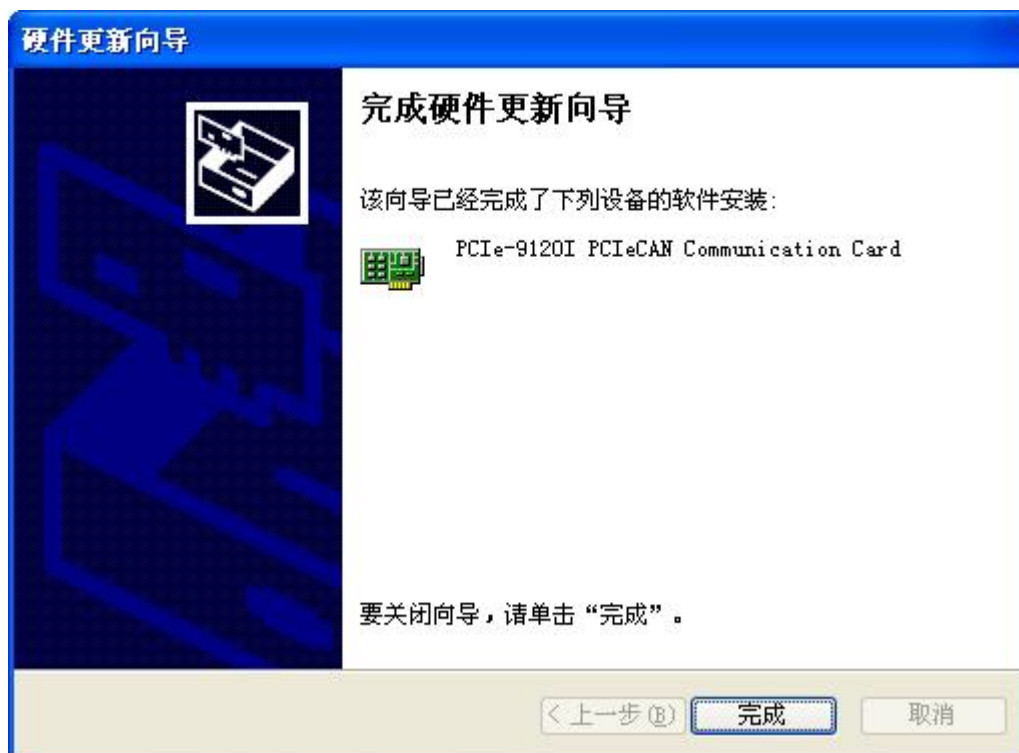 硬件更新向导
完成硬件更新向导
该向导已经完成了下列设备的软件安装:
PCIe-9120I PCIeCAN Communication Card
要关闭向导，请单击“完成”。
< 上一步(B)
完成
取消